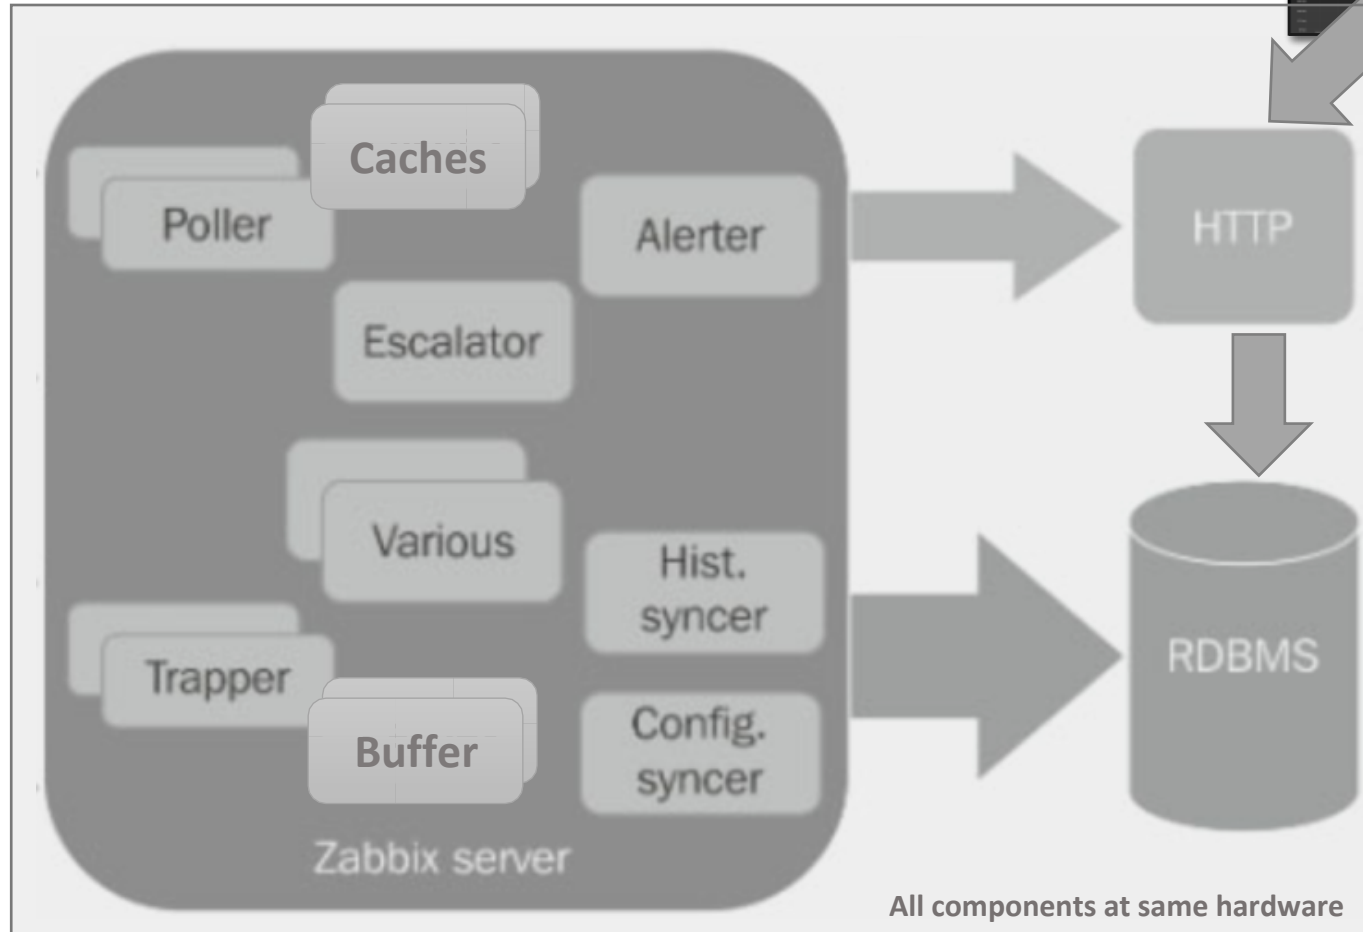 Caches
Poller
Alerter
HTTP
Escalator
Various
Hist.
syncer
RDBMS
Trapper
Config.
syncer
Buffer
Zabbix server
All components at same hardware